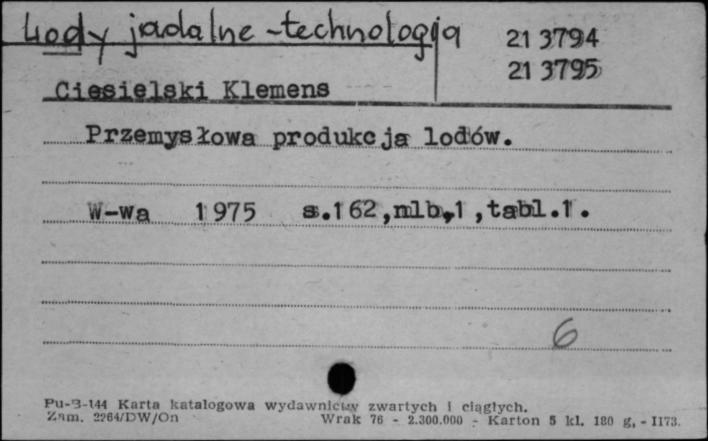 Lody jadalne - technologia
21 3794
21 3795
Ciesielski Klemens
Przemysłowa produkcja lodów.
W-wa 1975 s.162,nlb.1,tabl.1.
6
Pu-3-144 Karta katalogowa wydawnictw zwartych i ciągłych.
Zam. 2264/DW/On Wrak 76 - 2.300.000 - Karton 5 kl. 180 g, - 1173.